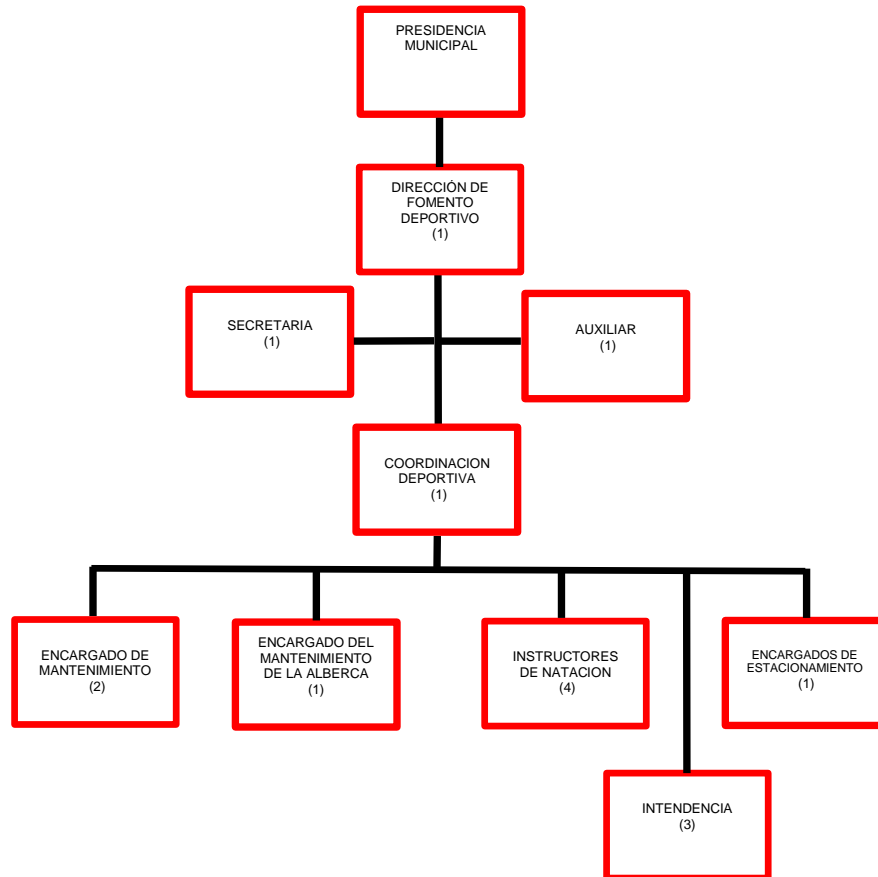 PRESIDENCIA
MUNICIPAL
DIRECCIÓN DE
FOMENTO
DEPORTIVO
(1)
SECRETARIA
(1)
AUXILIAR
(1)
COORDINACION
DEPORTIVA
(1)
ENCARGADO DE
MANTENIMIENTO
(2)
ENCARGADO DEL
MANTENIMIENTO
DE LA ALBERCA
(1)
INSTRUCTORES
DE NATACION
(4)
ENCARGADOS DE
ESTACIONAMIENTO
(1)
INTENDENCIA
(3)